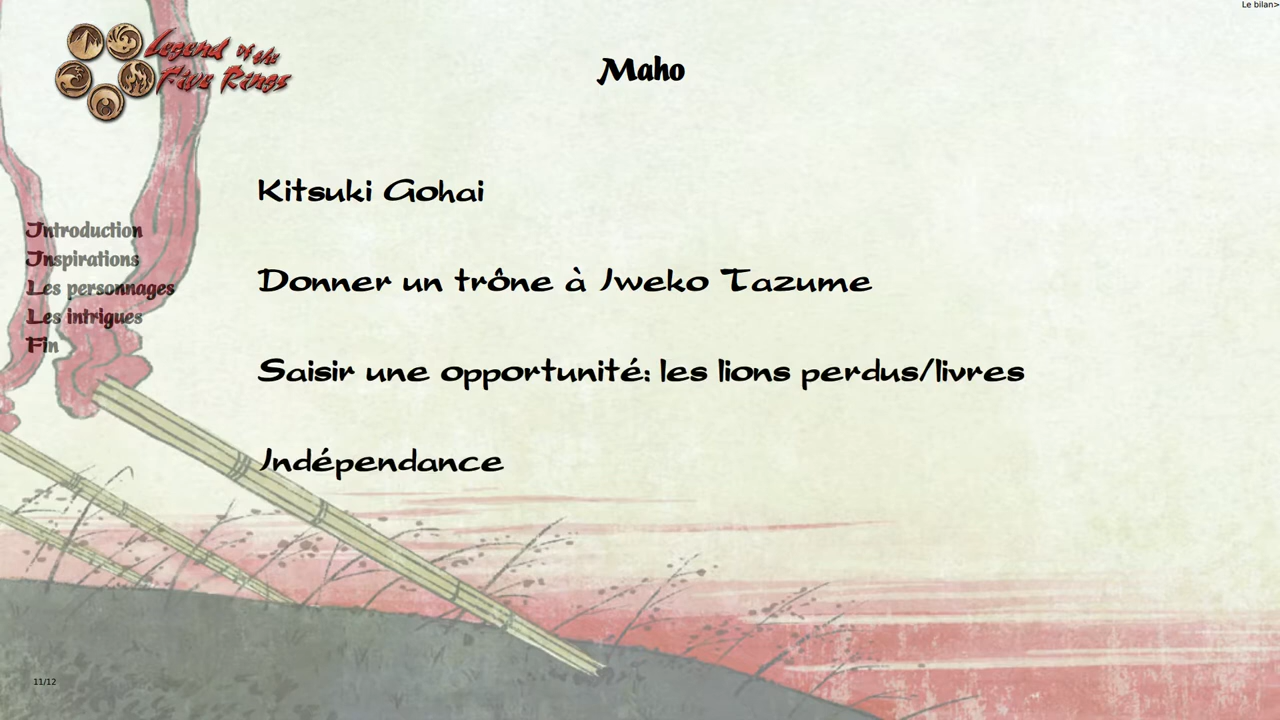 Le bilan>
Legend of the
Five Rings
Maho
Kitsuki Gohai
Introduction
Inspirations
Donner un trône à Iweko Tazume
Les personnages
Les intrigues
Fin
Saisir une opportunité: les lions perdus/livres
Indépendance
11/12